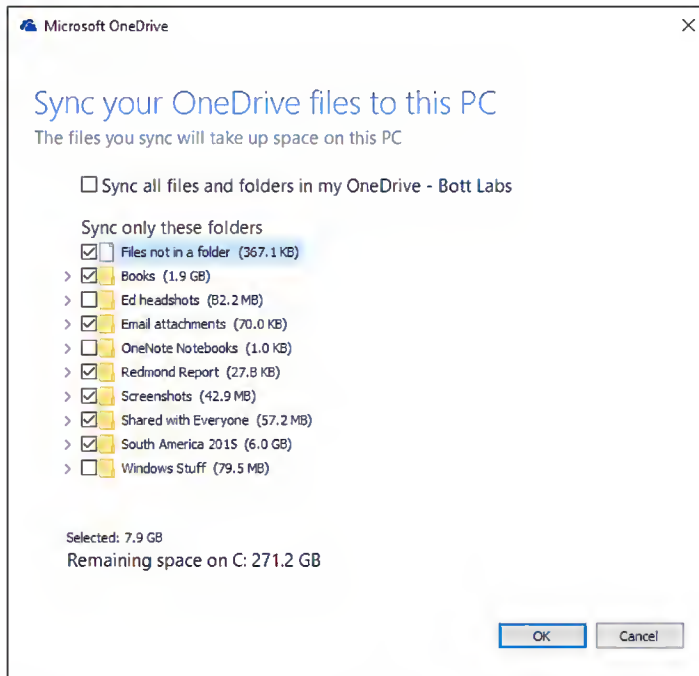 Microsoft OneDrive
Sync your OneDrive files to this PC
The files you sync will take up space on this PC
Sync all files and folders in my OneDrive - Bott Labs
Sync only these folders
Files not in a folder (367.1 KB)
Books (1.9 GB)
Ed headshots (82.2 MB)
Email attachments (70.0 KB)
OneNote Notebooks (1.0 KB)
Redmond Report (27.8 KB)
Screenshots (42.9 MB)
Shared with Everyone (57.2 MB)
South America 2015 (6.0 GB)
Windows Stuff (79.5 MB)
Selected: 7.9 GB
Remaining space on C: 271.2 GB
OK Cancel